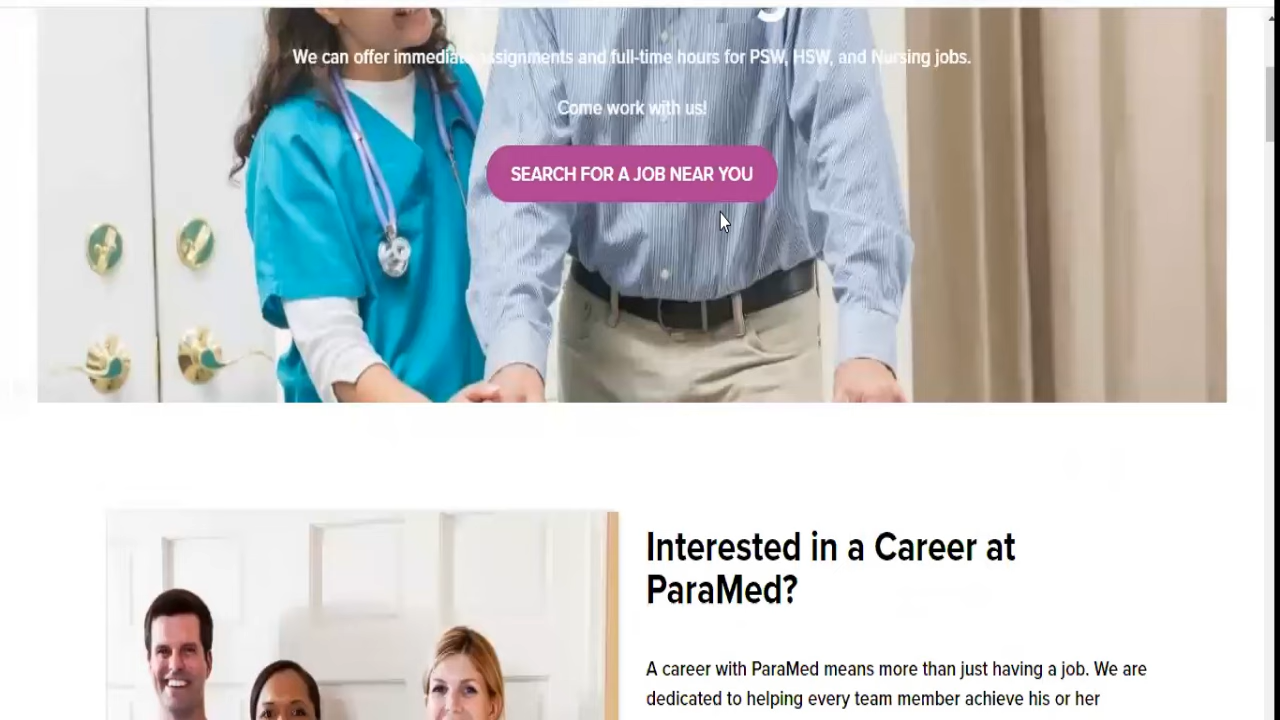 We can offer immediate assignments and full-time hours for PSW, HSW, and Nursing jobs.
Come work with us!
SEARCH FOR A JOB NEAR YOU
Interested in a Career at
ParaMed?
A career with ParaMed means more than just having a job. We are
dedicated to helping every team member achieve his or her